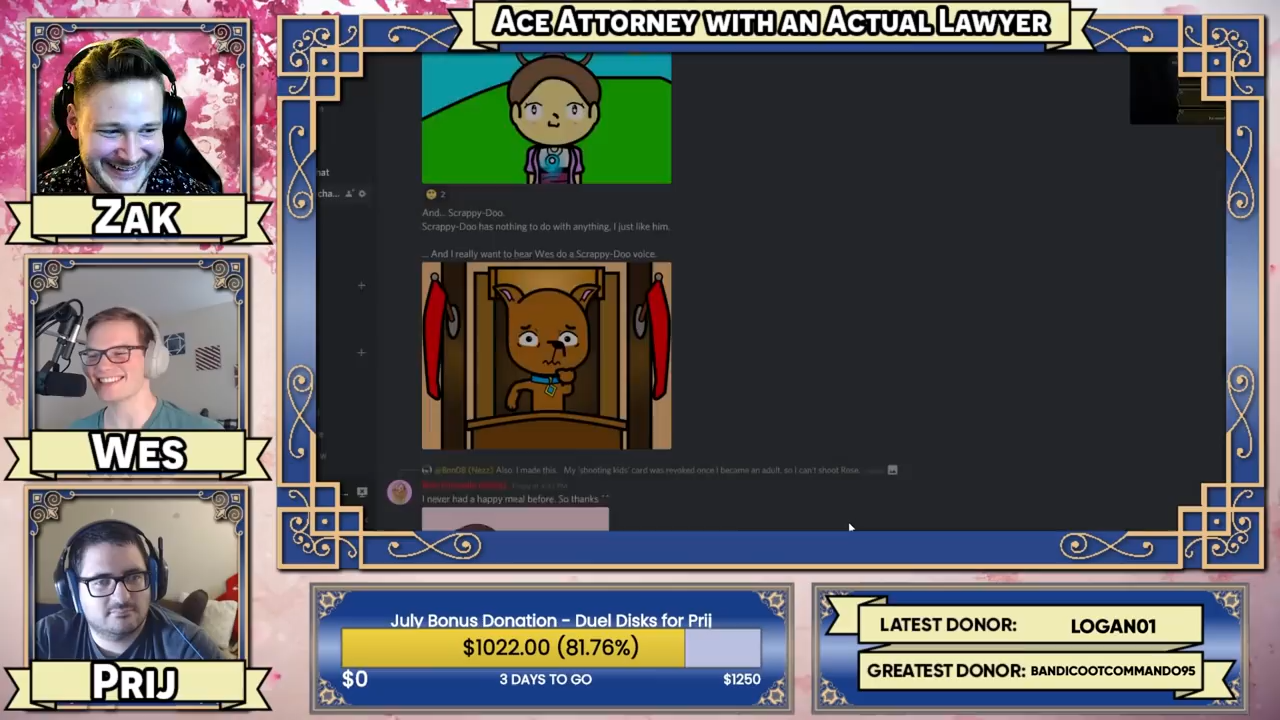 Ace Attorney with an Actual Lawyer
Zak
Wes
Prij
hat
cha...
2
And.. Scrappy-Doo.
Scrappy-Doo has nothing to do with anything, I just like him.
... And I really want to hear Wes do a Scrappy-Doo voice.
Also. I made this. My 'shooting kids' card was revoked once I became an adult, so I can't shoot Rose.
I never had a happy meal before. So thanks ^^
July Bonus Donation - Duel Disks for Prij
$1022.00 (81.76%)
$0
3 DAYS TO GO
$1250
LATEST DONOR: LOGAN01
GREATEST DONOR: BANDICOOTCOMMANDO95